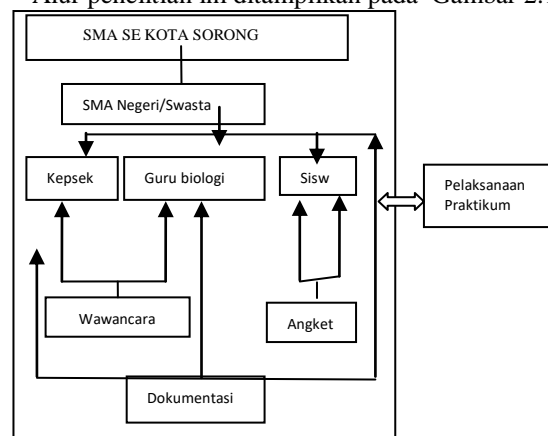 Alur penelitian ini ditampilkan pada Gambar 2.1
SMA SE KOTA SORONG
SMA Negeri/Swasta
Kepsek
Guru biologi
Sisw
Pelaksanaan
Praktikum
Wawancara
Angket
Dokumentasi